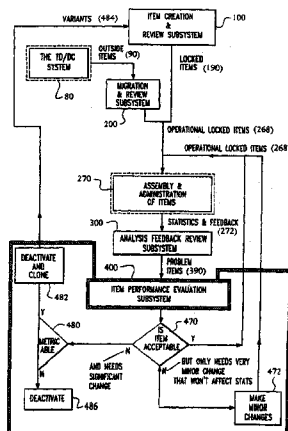 VARIANTS (484)
ITEM CREATION
&
REVIEW SUBSYSTEM
100
OUTSIDE
ITEMS
(90)
THE TD/DC
SYSTEM
80
LOCKED
ITEMS (190)
MIGRATION
& REVIEW
SUBSYSTEM
200
OPERATIONAL LOCKED ITEMS (268)
OPERATIONAL LOCKED ITEMS (268)
270
ASSEMBLY &
ADMINISTRATION
OF ITEMS
STATISTICS & FEEDBACK
(272)
300
ANALYSIS FEEDBACK REVIEW
SUBSYSTEM
400
PROBLEM
ITEMS (390)
DEACTIVATE
AND
CLONE
482
ITEM PERFORMANCE EVALUATION
SUBSYSTEM
Y
480
METRIC
ABLE
N
470
IS
ITEM
ACCEPTABLE
Y
N
AND NEEDS
SIGNIFICANT
CHANGE
N
BUT ONLY NEEDS VERY
MINOR CHANGE
THAT WON'T AFFECT STATS
472
DEACTIVATE
486
MAKE
MINOR
CHANGES